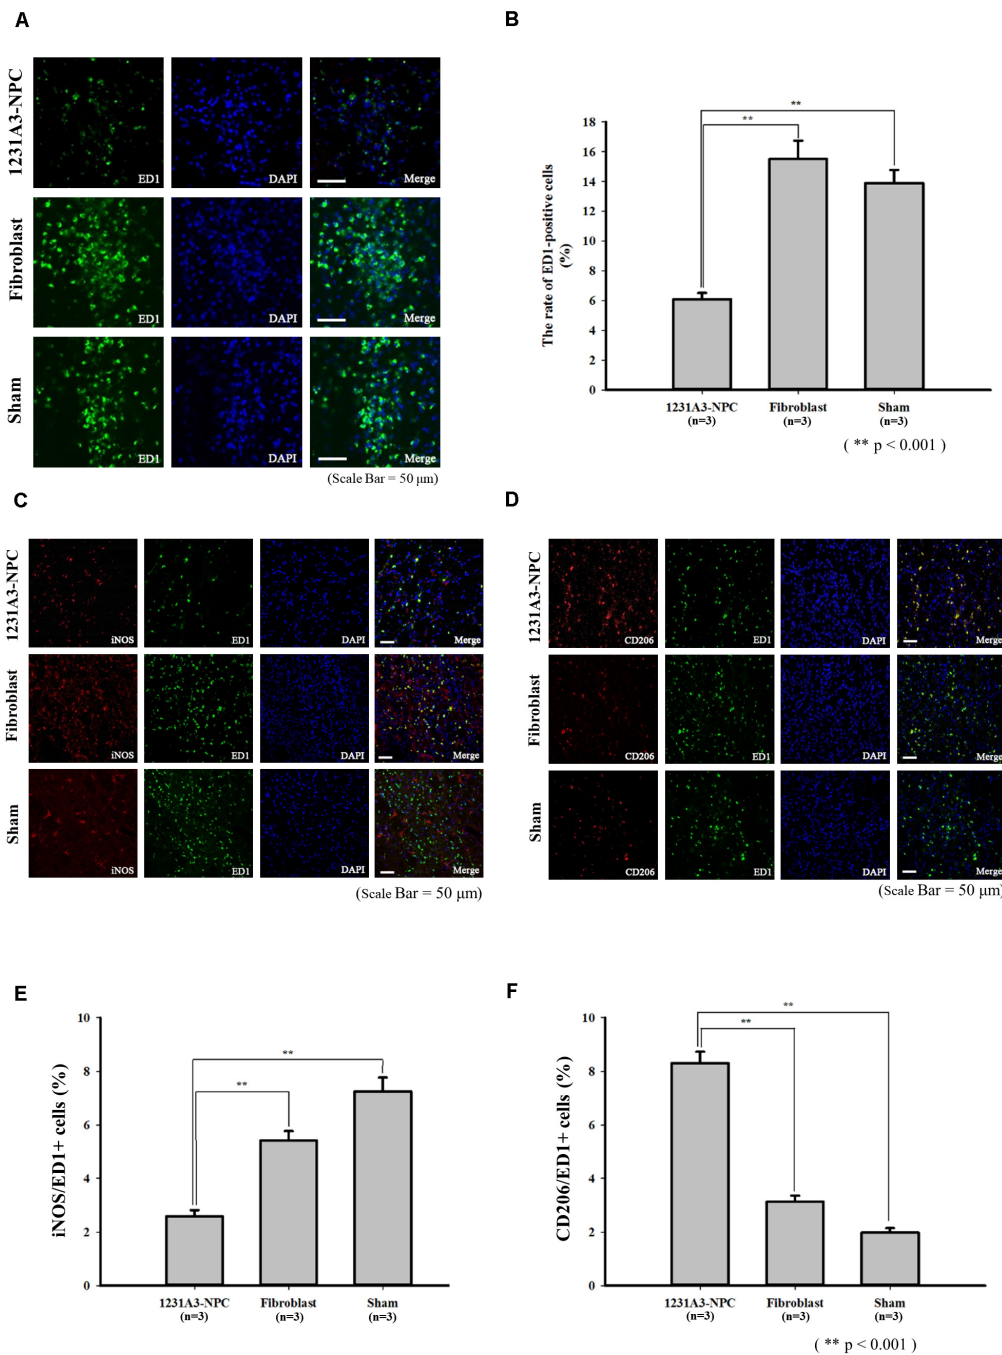 A
1231A3-NPC
ED1
DAPI
Merge
Fibroblast
ED1
DAPI
Merge
Sham
ED1
DAPI
Merge
(Scale Bar = 50 μm)
B
The rate of ED1-positive cells
(%)
18
16
14
12
10
8
6
4
2
0
**
**
1231A3-NPC
(n=3)
Fibroblast
(n=3)
Sham
(n=3)
( ** p < 0.001 )
C
1231A3-NPC
iNOS
ED1
DAPI
Merge
Fibroblast
iNOS
ED1
DAPI
Merge
Sham
iNOS
ED1
DAPI
Merge
(Scale Bar = 50 μm)
D
1231A3-NPC
CD206
ED1
DAPI
Merge
Fibroblast
CD206
ED1
DAPI
Merge
Sham
CD206
ED1
DAPI
Merge
(Scale Bar = 50 μm)
E
iNOS/ED1+ cells (%)
10
8
6
4
2
0
**
**
1231A3-NPC
(n=3)
Fibroblast
(n=3)
Sham
(n=3)
F
CD206/ED1+ cells (%)
10
8
6
4
2
0
**
**
1231A3-NPC
(n=3)
Fibroblast
(n=3)
Sham
(n=3)
( ** p < 0.001 )